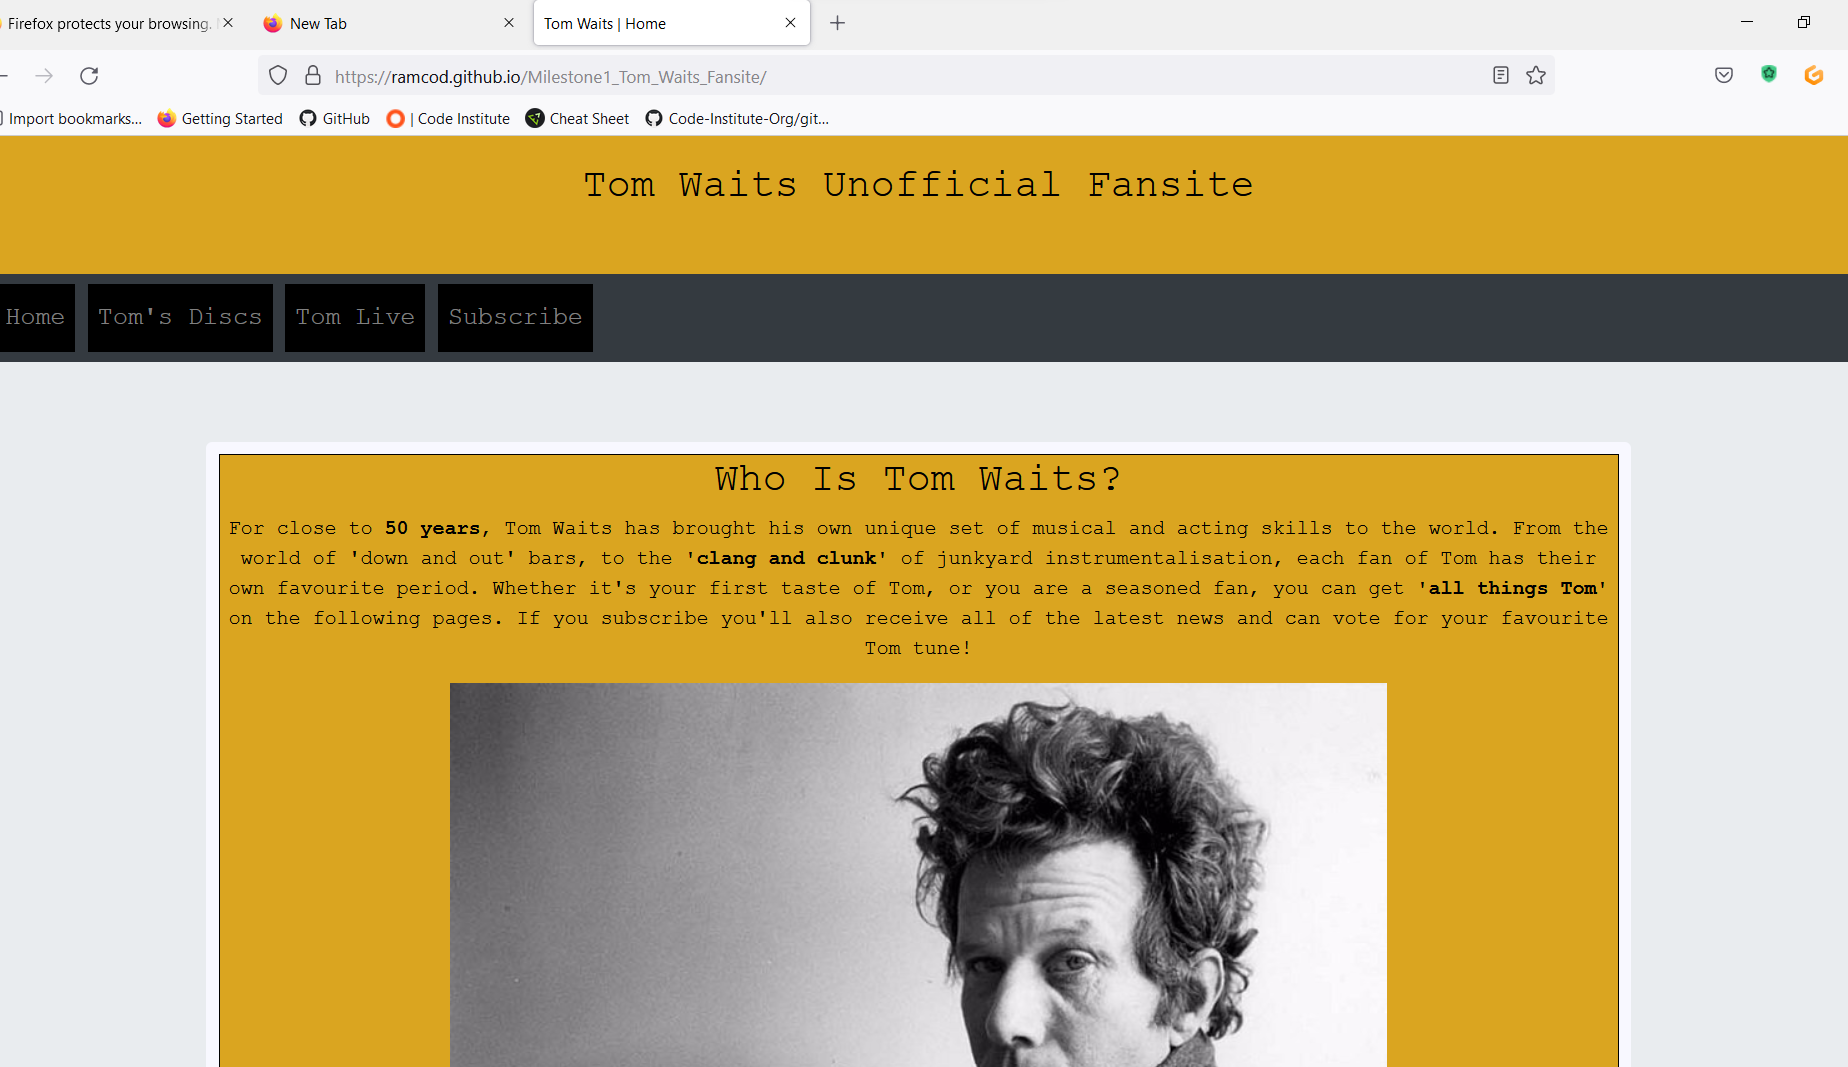 Firefox protects your browsing.
New Tab
Tom Waits | Home
https://ramcod.github.io/Milestone1_Tom_Waits_Fansite/
Import bookmarks... Getting Started GitHub | Code Institute Cheat Sheet Code-Institute-Org/git...
Tom Waits Unofficial Fansite
Home Tom's Discs Tom Live Subscribe
Who Is Tom Waits?
For close to 50 years, Tom Waits has brought his own unique set of musical and acting skills to the world. From the
world of 'down and out' bars, to the 'clang and clunk' of junkyard instrumentalisation, each fan of Tom has their
own favourite period. Whether it's your first taste of Tom, or you are a seasoned fan, you can get 'all things Tom'
on the following pages. If you subscribe you'll also receive all of the latest news and can vote for your favourite
Tom tune!